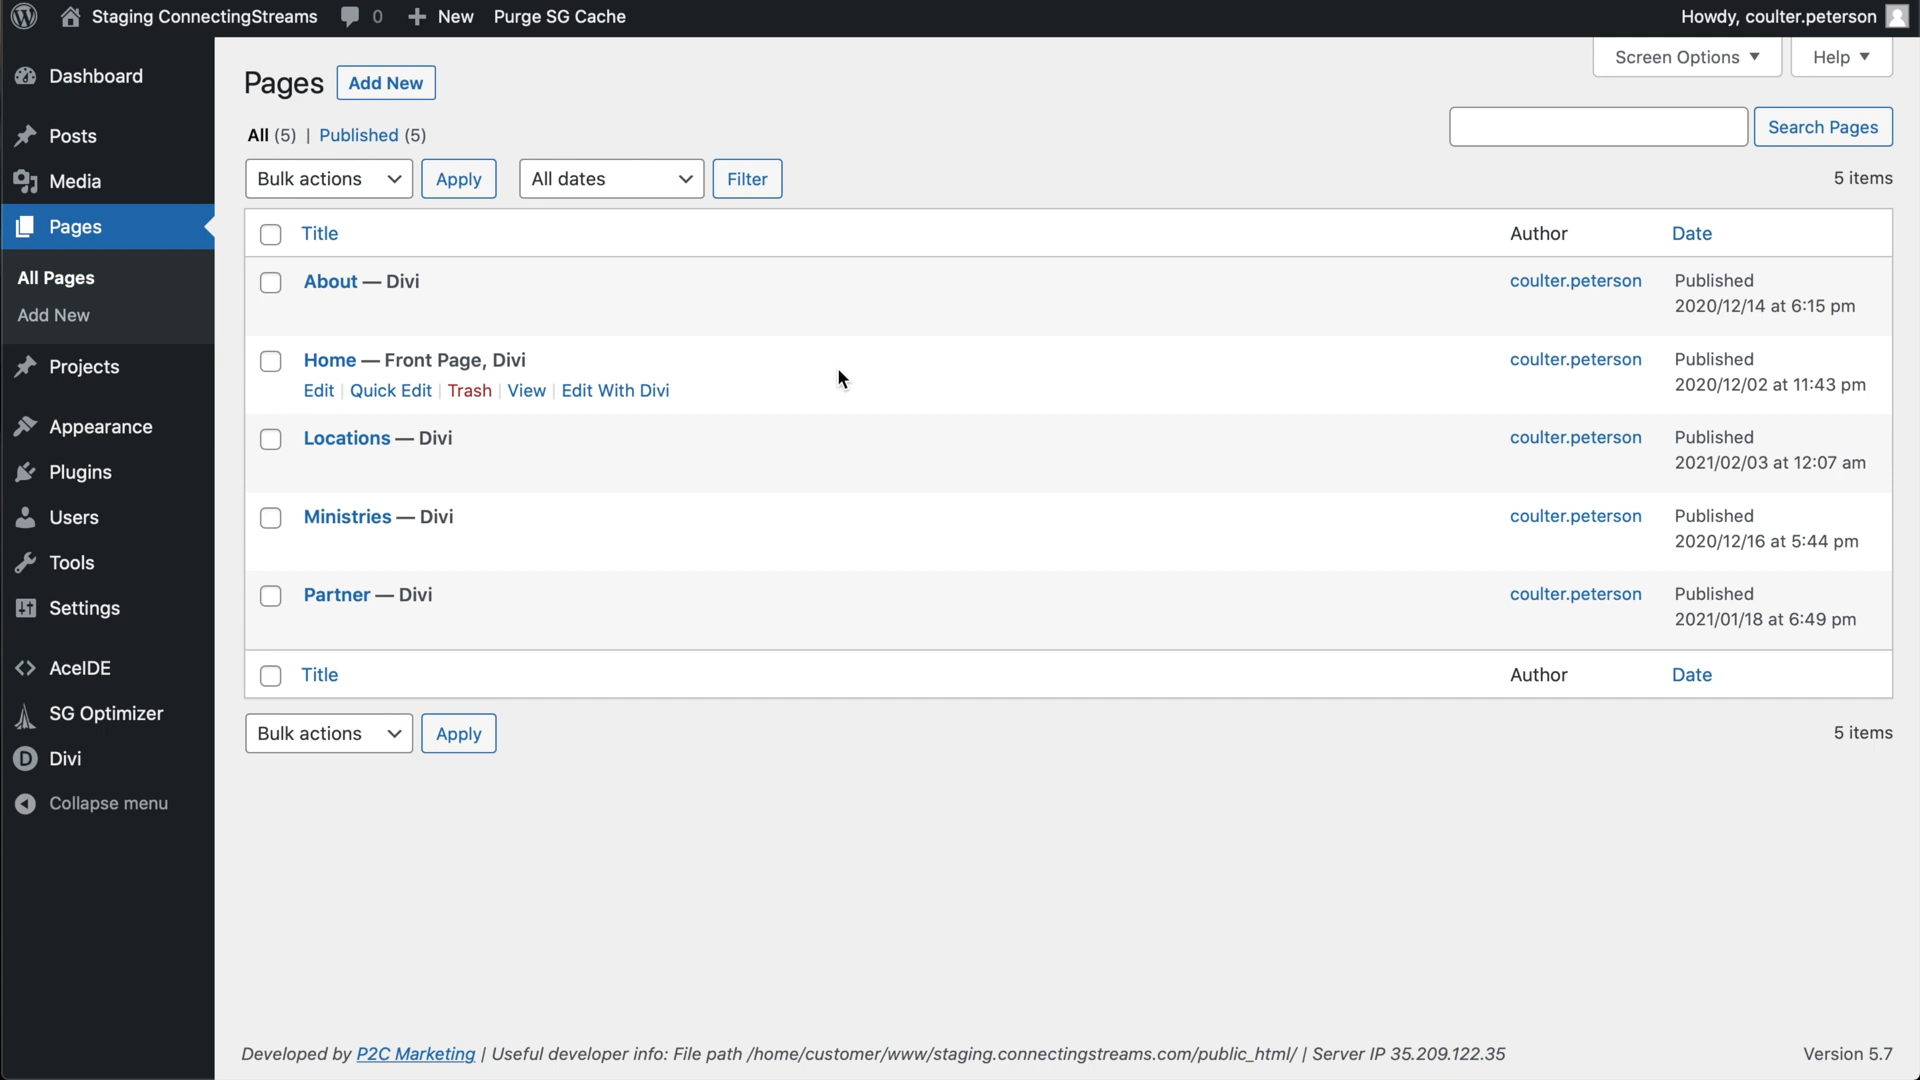 Staging ConnectingStreams 0 New Purge SG Cache Howdy, coulter.peterson
Dashboard
Posts
Media
Pages
All Pages
Add New
Projects
Appearance
Plugins
Users
Tools
Settings
AceIDE
SG Optimizer
Divi
Collapse menu
Screen Options Help
Pages Add New
All (5) | Published (5)
Search Pages
Bulk actions Apply All dates Filter 5 items
Title Author Date
About — Divi coulter.peterson Published
2020/12/14 at 6:15 pm
Home — Front Page, Divi coulter.peterson Published
Edit | Quick Edit | Trash | View | Edit With Divi 2020/12/02 at 11:43 pm
Locations — Divi coulter.peterson Published
2021/02/03 at 12:07 am
Ministries — Divi coulter.peterson Published
2020/12/16 at 5:44 pm
Partner — Divi coulter.peterson Published
2021/01/18 at 6:49 pm
Title Author Date
Bulk actions Apply 5 items
Developed by P2C Marketing | Useful developer info: File path /home/customer/www/staging.connectingstreams.com/public_html/ | Server IP 35.209.122.35 Version 5.7